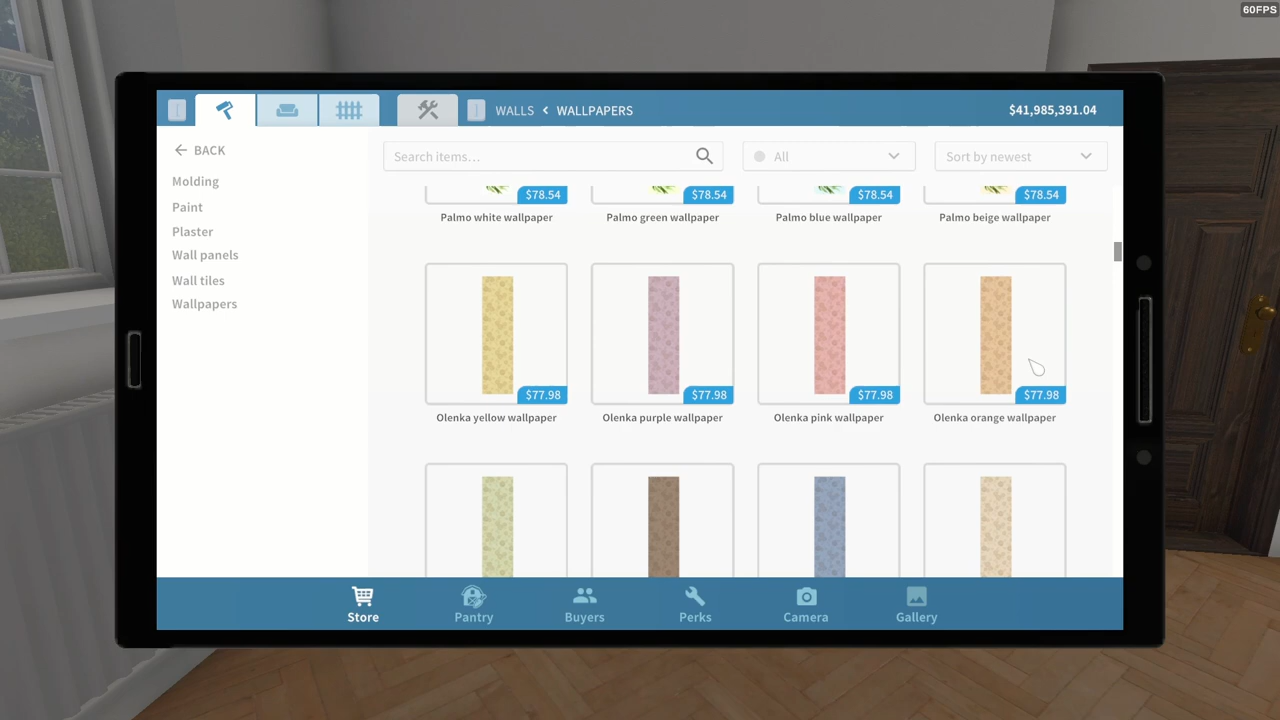 60FPS
WALLS < WALLPAPERS
$41,985,391.04
BACK
Molding
Paint
Plaster
Wall panels
Wall tiles
Wallpapers
Search items...
All
Sort by newest
$78.54 $78.54 $78.54 $78.54
Palmo white wallpaper Palmo green wallpaper Palmo blue wallpaper Palmo beige wallpaper
$77.98 $77.98 $77.98 $77.98
Olenka yellow wallpaper Olenka purple wallpaper Olenka pink wallpaper Olenka orange wallpaper
Store Pantry Buyers Perks Camera Gallery